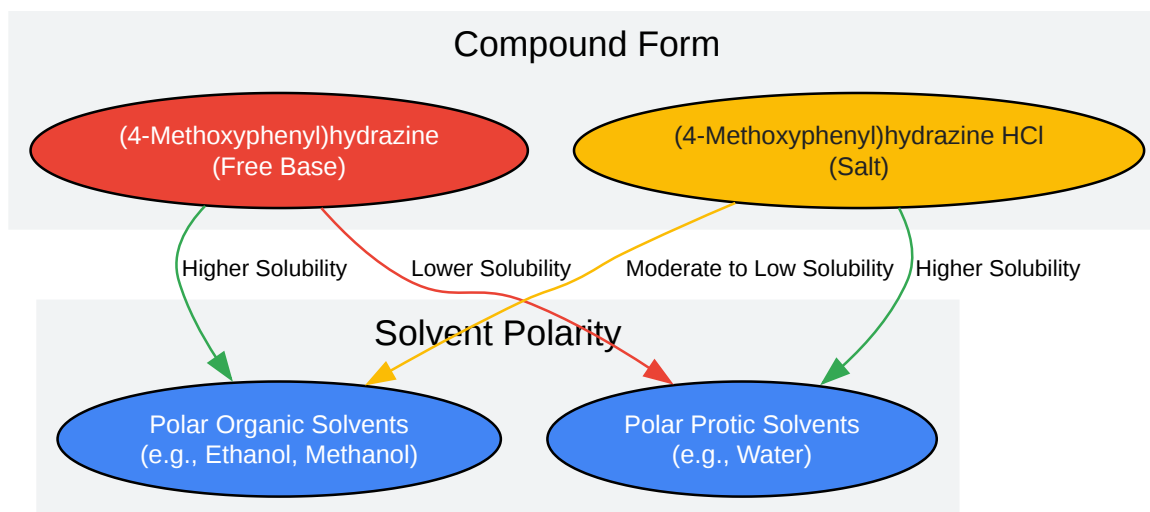 Compound Form
(4-Methoxyphenyl)hydrazine
(Free Base)
(4-Methoxyphenyl)hydrazine HCl
(Salt)
Higher Solubility
Lower Solubility
Moderate to Low Solubility
Higher Solubility
Solvent Polarity
Polar Organic Solvents
(e.g., Ethanol, Methanol)
Polar Protic Solvents
(e.g., Water)